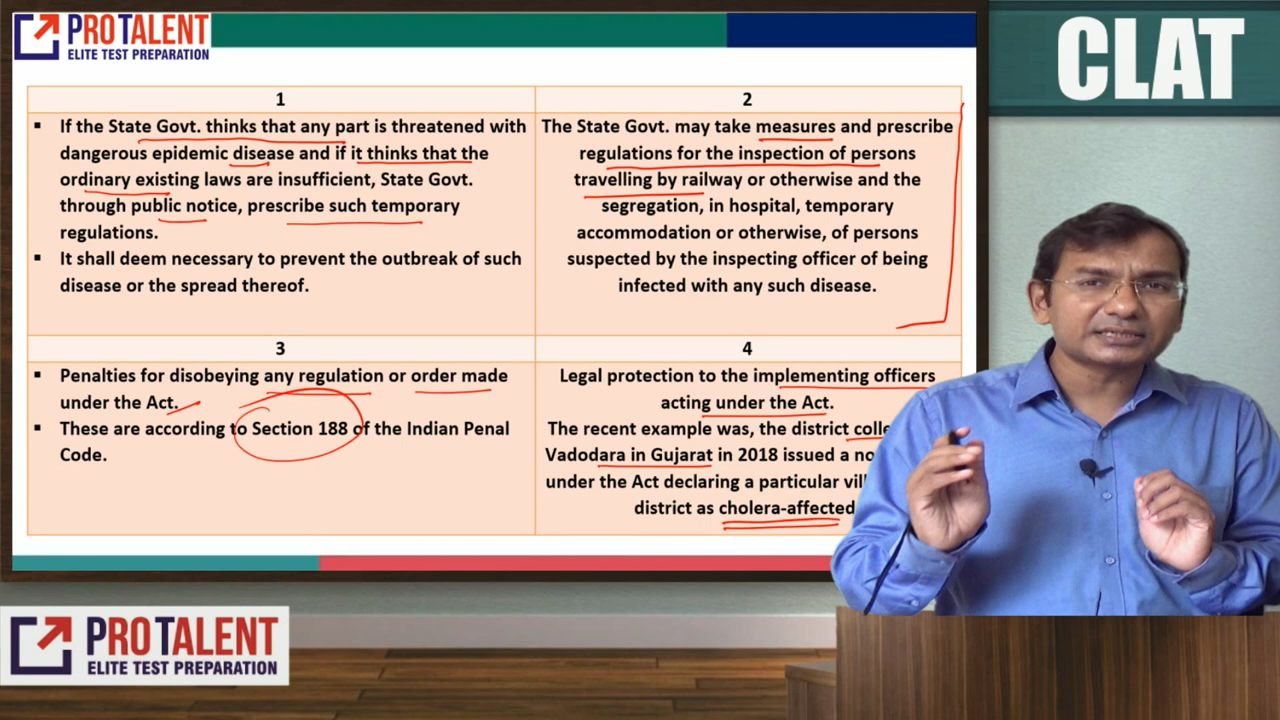 PROTALENT
ELITE TEST PREPARATION
CLAT
1
▪ If the State Govt. thinks that any part is threatened with
dangerous epidemic disease and if it thinks that the
ordinary existing laws are insufficient, State Govt.
through public notice, prescribe such temporary
regulations.
▪ It shall deem necessary to prevent the outbreak of such
disease or the spread thereof.
2
The State Govt. may take measures and prescribe
regulations for the inspection of persons
travelling by railway or otherwise and the
segregation, in hospital, temporary
accommodation or otherwise, of persons
suspected by the inspecting officer of being
infected with any such disease.
3
▪ Penalties for disobeying any regulation or order made
under the Act.
▪ These are according to Section 188 of the Indian Penal
Code.
4
Legal protection to the implementing officers
acting under the Act.
The recent example was, the district
Vadodara in Gujarat in 2018 issued a
under the Act declaring a particular
district as cholera-affected
PROTALENT
ELITE TEST PREPARATION